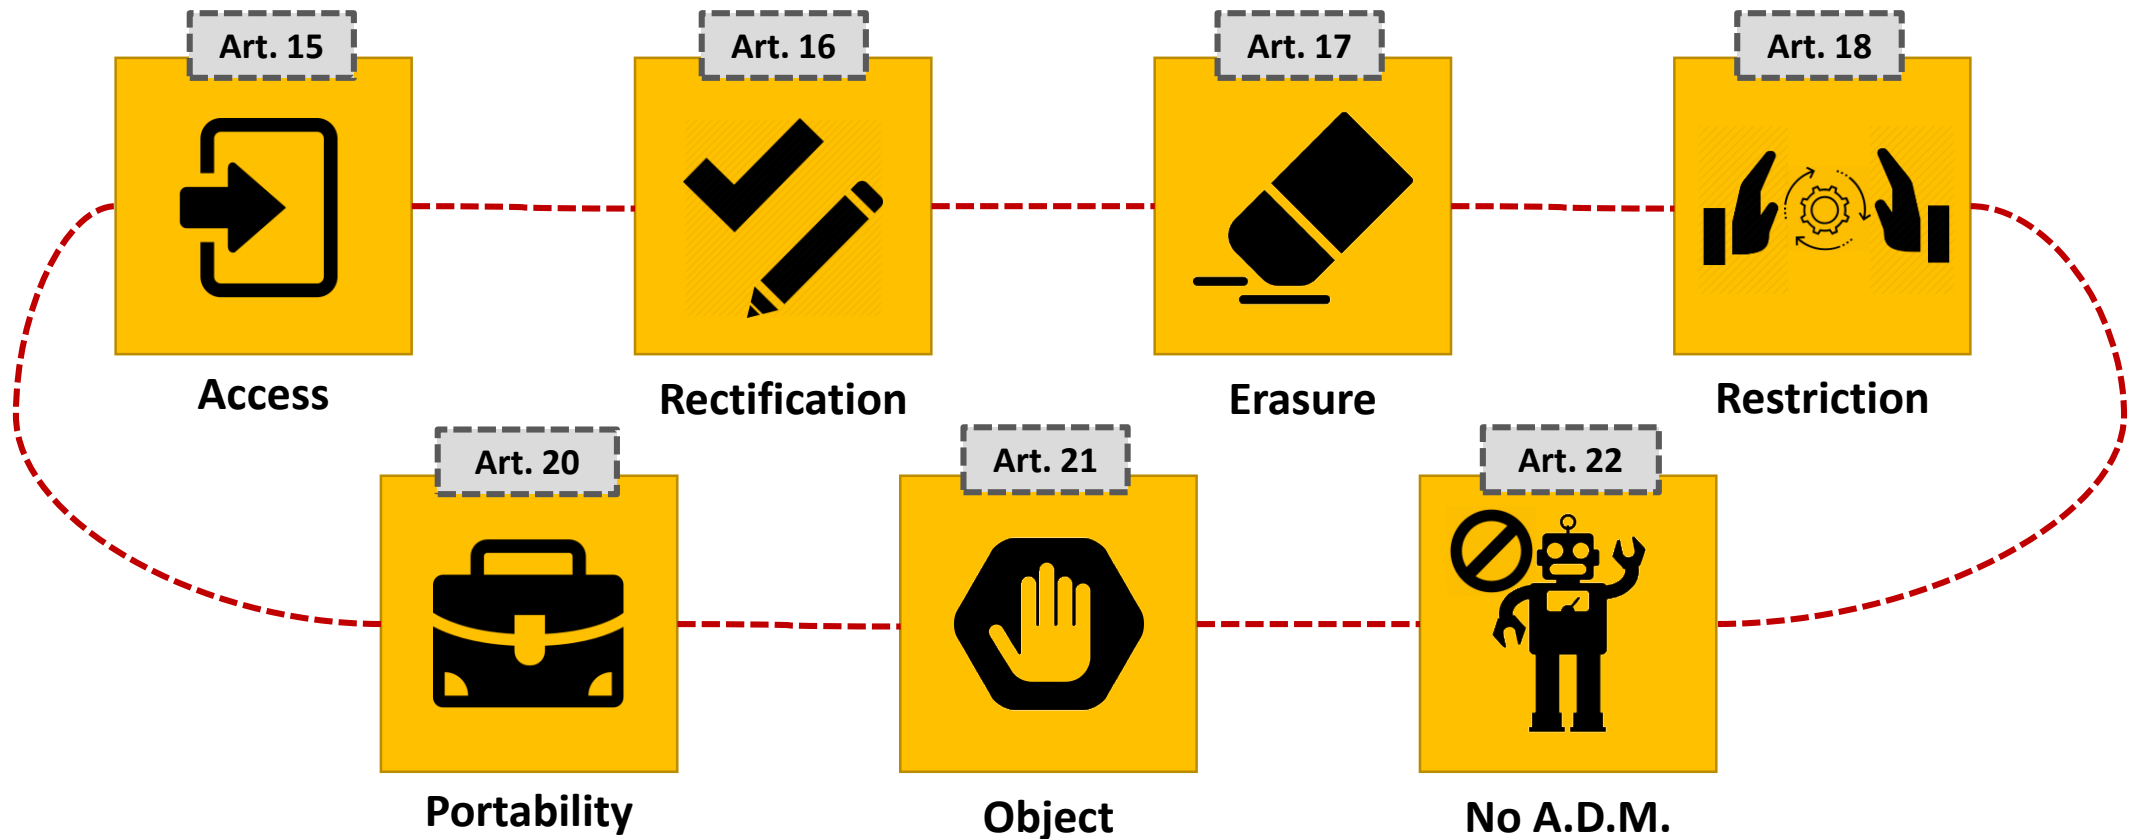 Art. 15
Art. 16
Art. 17
Art. 18
Access
Rectification
Erasure
Restriction
Art. 20
Art. 21
Art. 22
Portability
Object
No A.D.M.